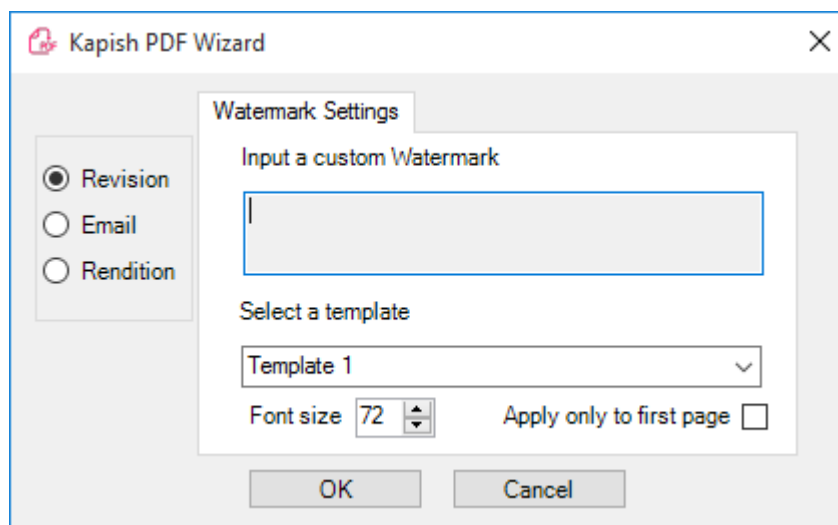 Kapish PDF Wizard
Watermark Settings
Input a custom Watermark
Revision
Email
Rendition
Select a template
Template 1
Font size 72 Apply only to first page
OK Cancel